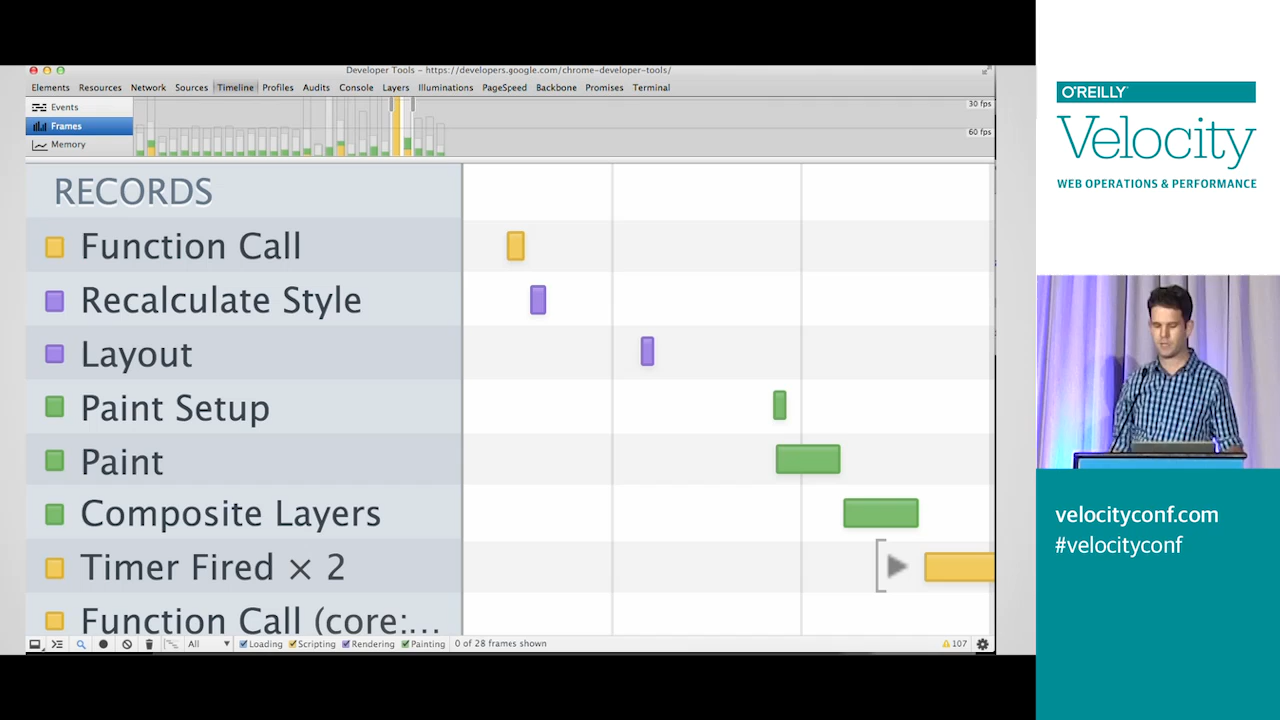 Developer Tools - https://developers.google.com/chrome-developer-tools/
Elements Resources Network Sources Timeline Profiles Audits Console Layers Illuminations PageSpeed Backbone Promises Terminal
Events
Frames
Memory
30 fps
60 fps
RECORDS
Function Call
Recalculate Style
Layout
Paint Setup
Paint
Composite Layers
Timer Fired × 2
Function Call (core:...
All Loading Scripting Rendering Painting 0 of 28 frames shown 107
O'REILLY
Velocity
WEB OPERATIONS & PERFORMANCE
velocityconf.com
#velocityconf